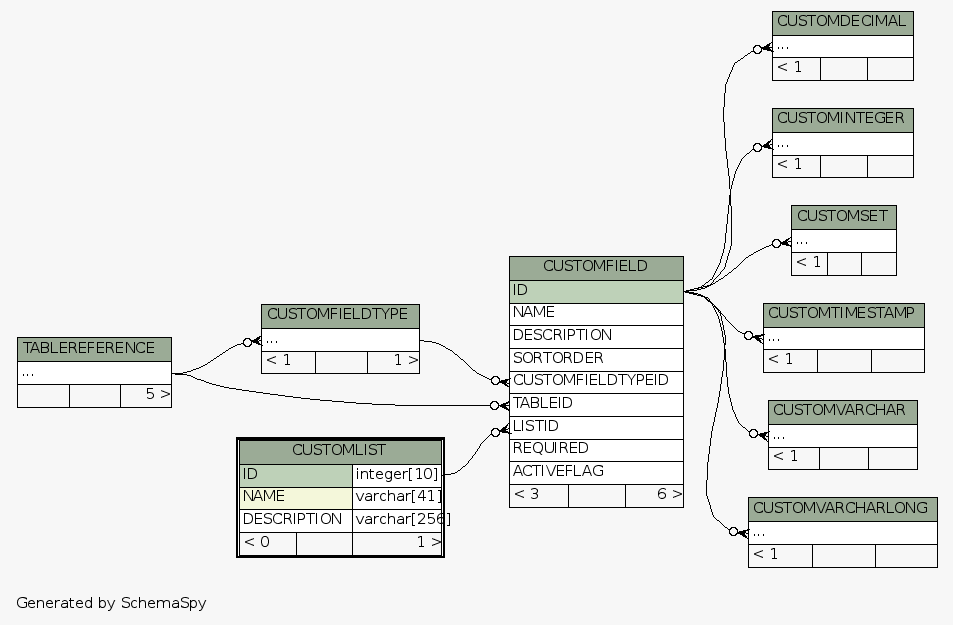 CUSTOMDECIMAL
...
< 1
CUSTOMINTEGER
...
< 1
CUSTOMSET
...
< 1
CUSTOMFIELD
ID
NAME
DESCRIPTION
SORTORDER
CUSTOMFIELDTYPEID
TABLEID
LISTID
REQUIRED
ACTIVEFLAG
< 3 6 >
CUSTOMFIELDTYPE
...
< 1 1 >
CUSTOMTIMESTAMP
...
< 1
TABLEREFERENCE
...
5 >
CUSTOMVARCHAR
...
< 1
CUSTOMLIST
ID integer[10]
NAME varchar[41]
DESCRIPTION varchar[256]
< 0 1 >
CUSTOMVARCHARLONG
...
< 1
Generated by SchemaSpy